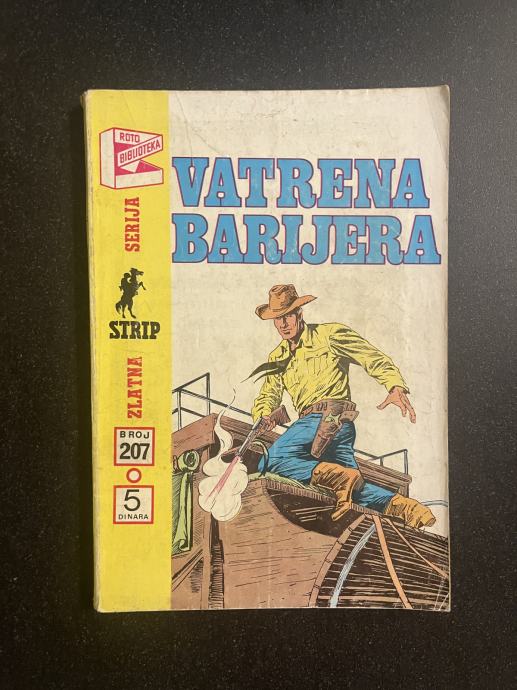 ROTO
BIBLIOTEKA
VATRENA
BARIJERA
ZLATNA SERIJA
STRIP
BROJ
207
5
DINARA